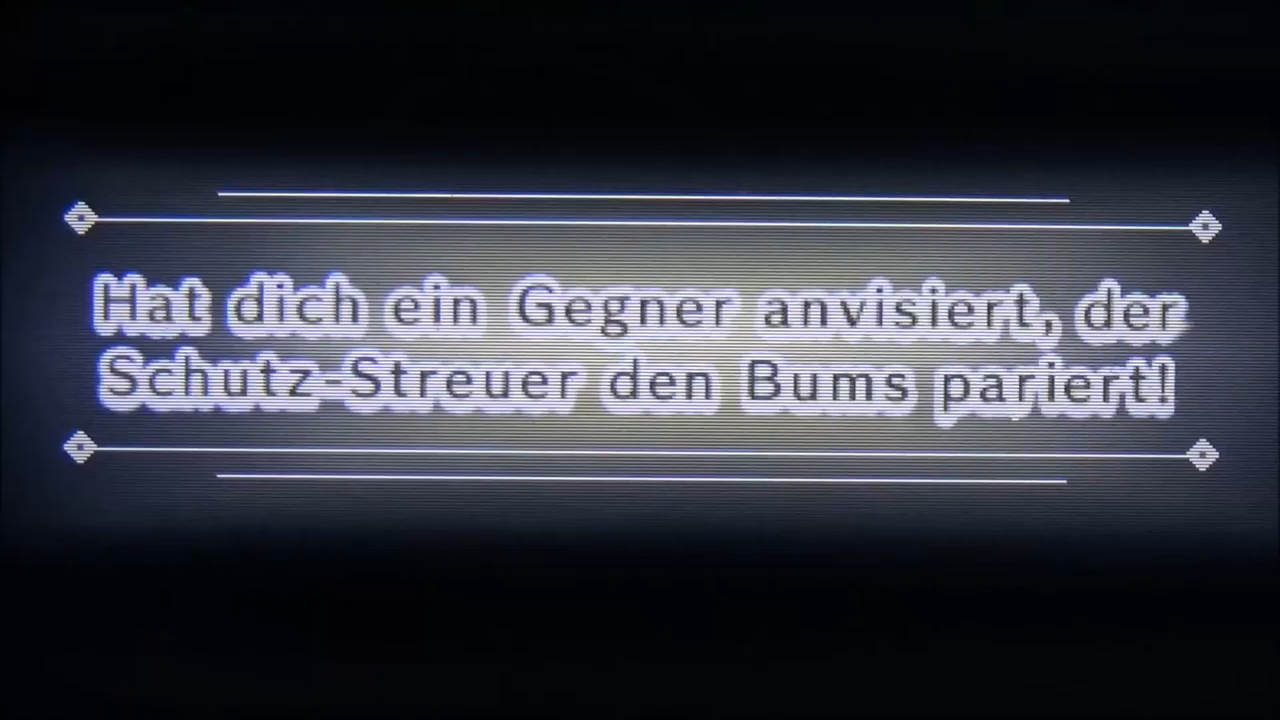 Hat dich ein Gegner anvisiert, der
Schutz-Streuer den Bums pariert!